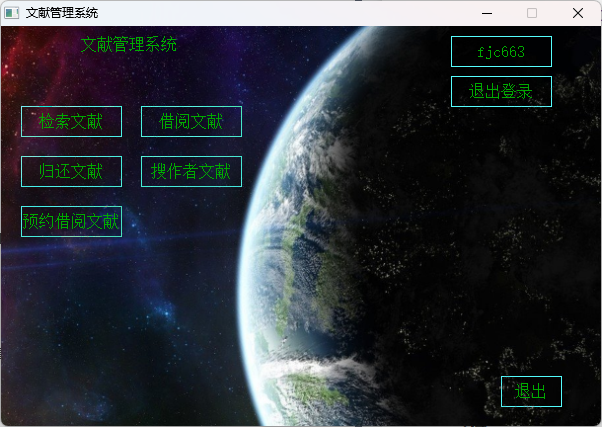 文献管理系统
文献管理系统
fjc663
退出登录
检索文献
借阅文献
归还文献
搜作者文献
预约借阅文献
退出